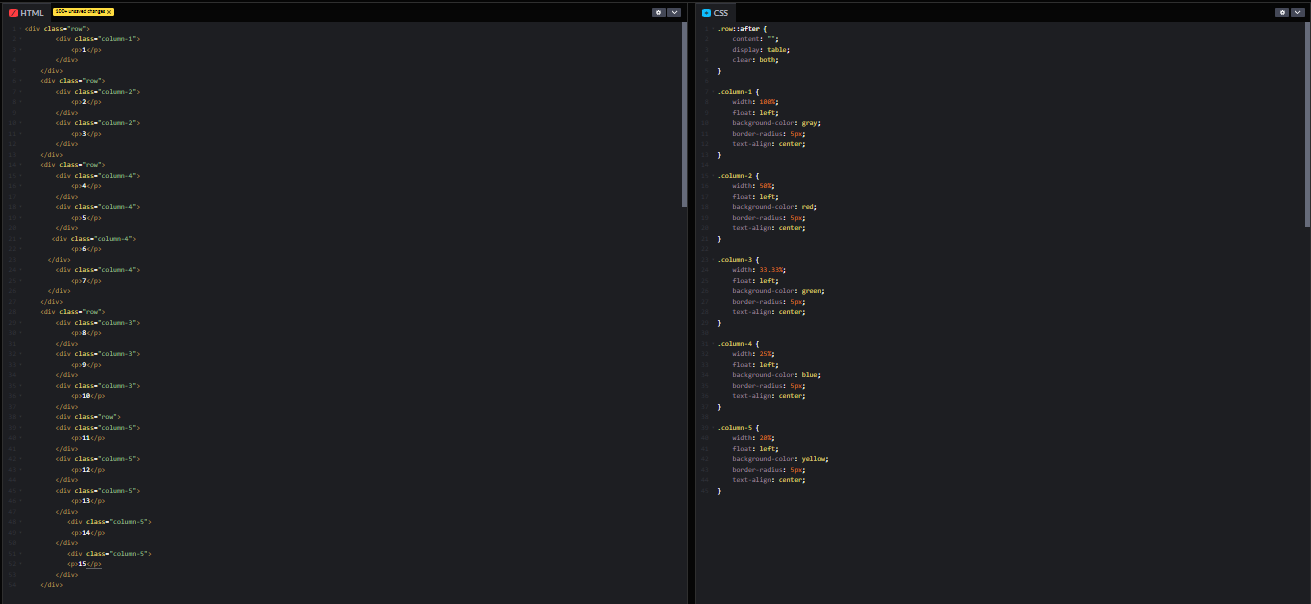 HTML
100+ unsaved changes X
<div class="row">
<div class="column-1">
<p>1</p>
</div>
</div>
<div class="row">
<div class="column-2">
<p>2</p>
</div>
<div class="column-2">
<p>3</p>
</div>
</div>
<div class="row">
<div class="column-4">
<p>4</p>
</div>
<div class="column-4">
<p>5</p>
</div>
<div class="column-4">
<p>6</p>
</div>
<div class="column-4">
<p>7</p>
</div>
</div>
<div class="row">
<div class="column-3">
<p>8</p>
</div>
<div class="column-3">
<p>9</p>
</div>
<div class="column-3">
<p>10</p>
</div>
<div class="row">
<div class="column-5">
<p>11</p>
</div>
<div class="column-5">
<p>12</p>
</div>
<div class="column-5">
<p>13</p>
</div>
<div class="column-5">
<p>14</p>
</div>
<div class="column-5">
<p>15</p>
</div>
</div>
CSS
.row::after {
content: "";
display: table;
clear: both;
}
.column-1 {
width: 100%;
float: left;
background-color: gray;
border-radius: 5px;
text-align: center;
}
.column-2 {
width: 50%;
float: left;
background-color: red;
border-radius: 5px;
text-align: center;
}
.column-3 {
width: 33.33%;
float: left;
background-color: green;
border-radius: 5px;
text-align: center;
}
.column-4 {
width: 25%;
float: left;
background-color: blue;
border-radius: 5px;
text-align: center;
}
.column-5 {
width: 20%;
float: left;
background-color: yellow;
border-radius: 5px;
text-align: center;
}